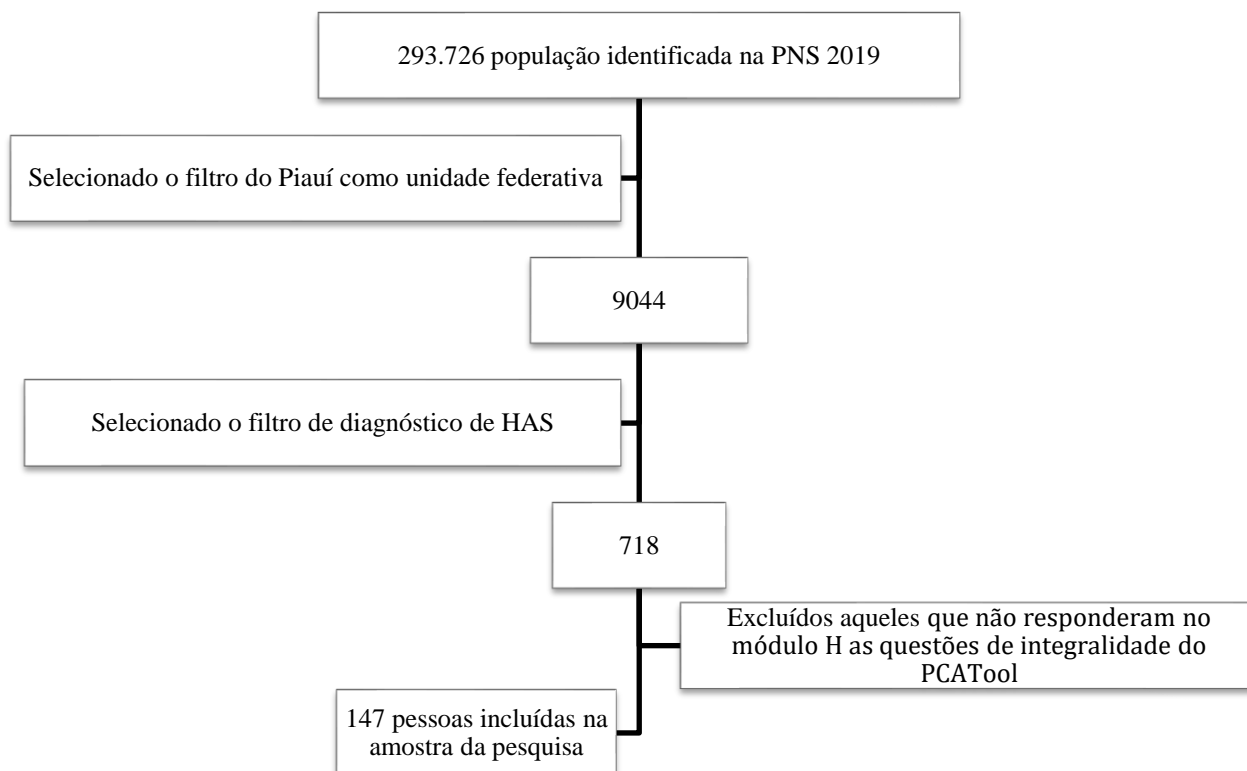 293.726 população identificada na PNS 2019
Selecionado o filtro do Piauí como unidade federativa
9044
Selecionado o filtro de diagnóstico de HAS
718
Excluídos aqueles que não responderam no
módulo H as questões de integralidade do
PCATool
147 pessoas incluídas na
amostra da pesquisa